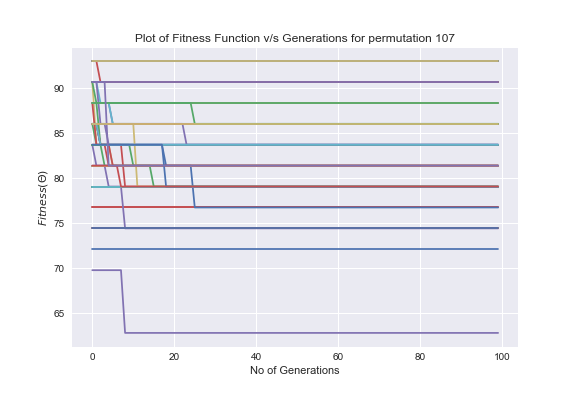 Plot of Fitness Function v/s Generations for permutation 107
Fitness(Θ)
90
85
80
75
70
65
0 20 40 60 80 100
No of Generations